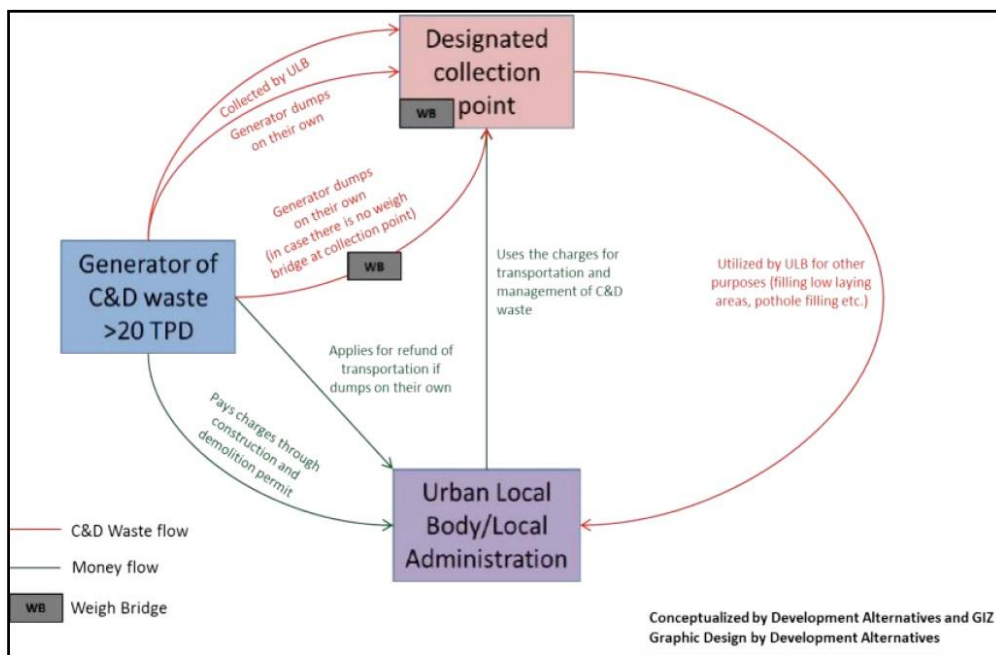 Designated
collection
point
WB
Collected by ULB
Generator dumps
on their own
Generator dumps
on their own
(in case there is no weigh
bridge at collection point)
WB
Generator of
C&D waste
>20 TPD
Uses the charges for
transportation and
management of C&D
waste
Utilized by ULB for other
purposes (filling low laying
areas, pothole filling etc.)
Applies for refund of
transportation if
dumps on their own
Pays charges through
construction and
demolition permit
Urban Local
Body/Local
Administration
C&D Waste flow
Money flow
WB Weigh Bridge
Conceptualized by Development Alternatives and GIZ
Graphic Design by Development Alternatives